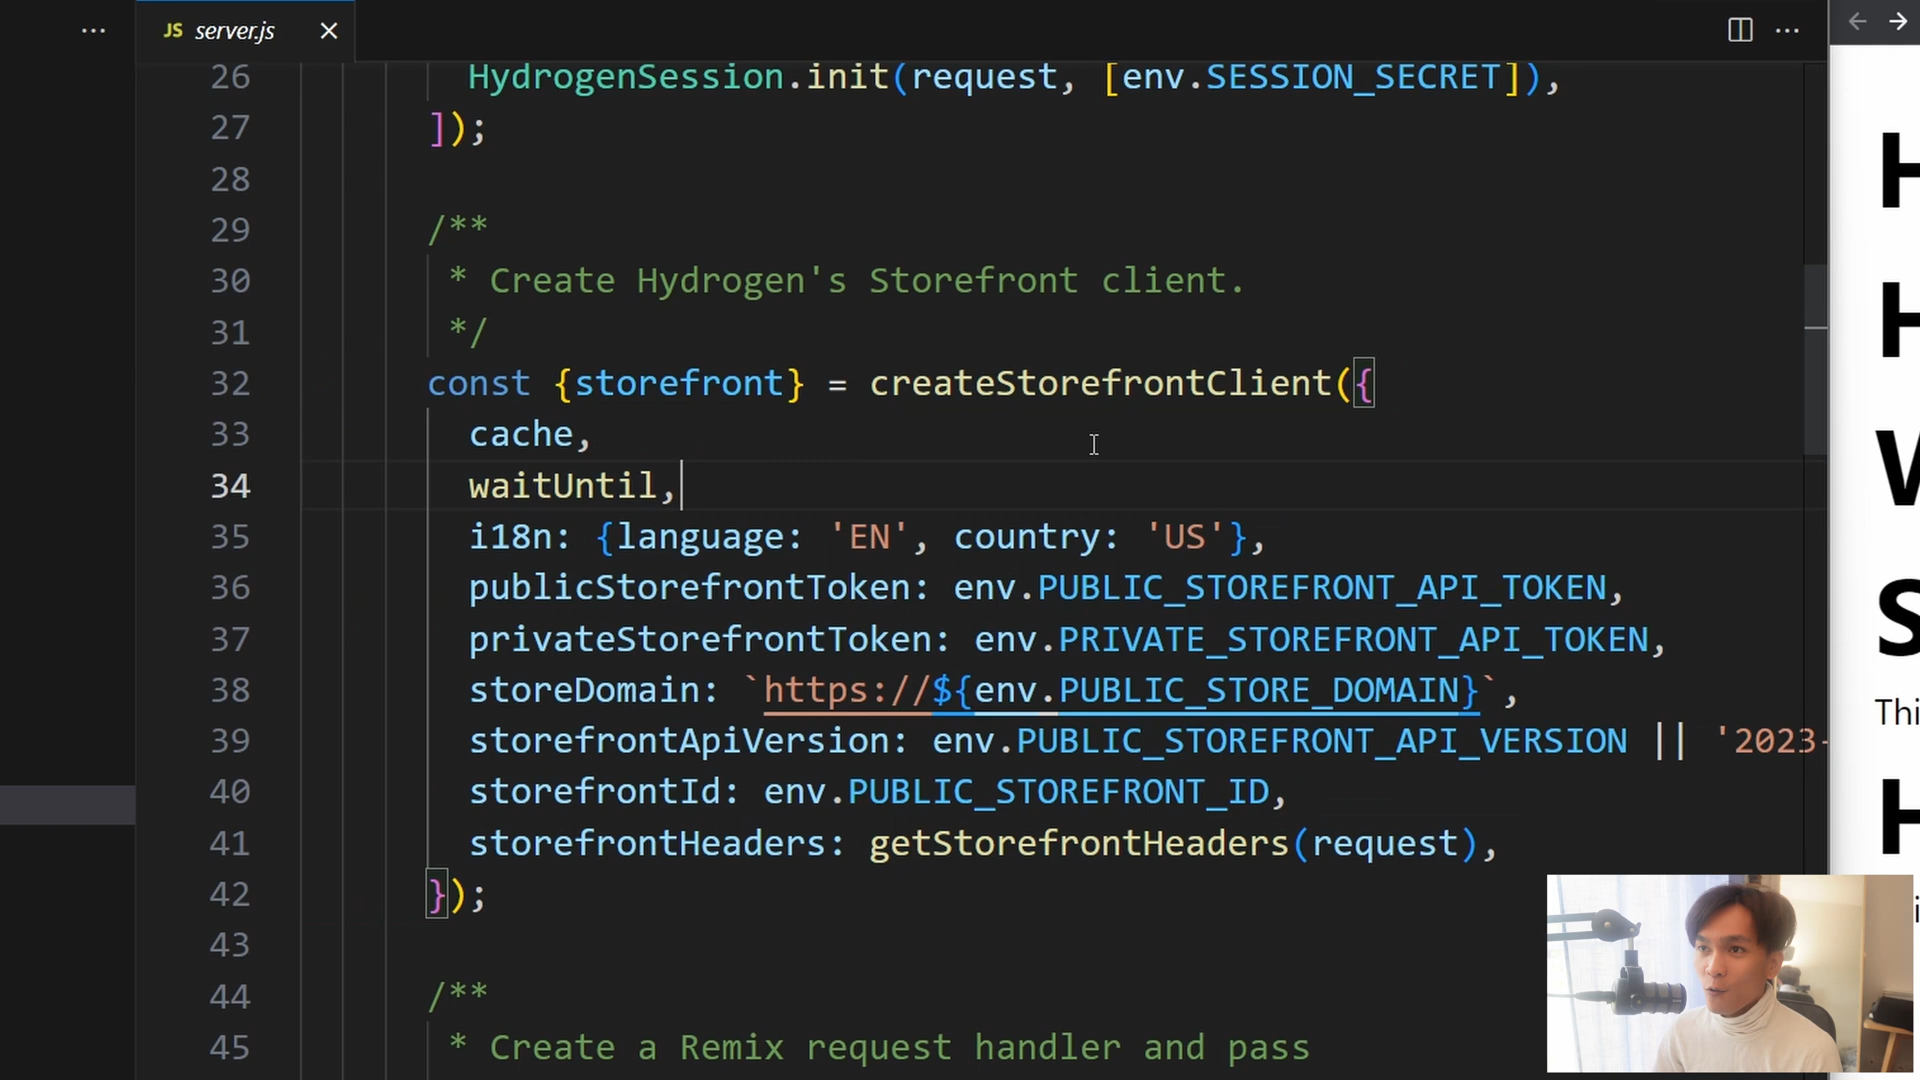 JS server.js
26 HydrogenSession.init(request, [env.SESSION_SECRET]),
27 ]);
28
29 /**
30 * Create Hydrogen's Storefront client.
31 */
32 const {storefront} = createStorefrontClient({
33 cache,
34 waitUntil,
35 i18n: {language: 'EN', country: 'US'},
36 publicStorefrontToken: env.PUBLIC_STOREFRONT_API_TOKEN,
37 privateStorefrontToken: env.PRIVATE_STOREFRONT_API_TOKEN,
38 storeDomain: `https://${env.PUBLIC_STORE_DOMAIN}`,
39 storefrontApiVersion: env.PUBLIC_STOREFRONT_API_VERSION || '2023-
40 storefrontId: env.PUBLIC_STOREFRONT_ID,
41 storefrontHeaders: getStorefrontHeaders(request),
42 });
43
44 /**
45 * Create a Remix request handler and pass
H
H
W
S
Thi
H